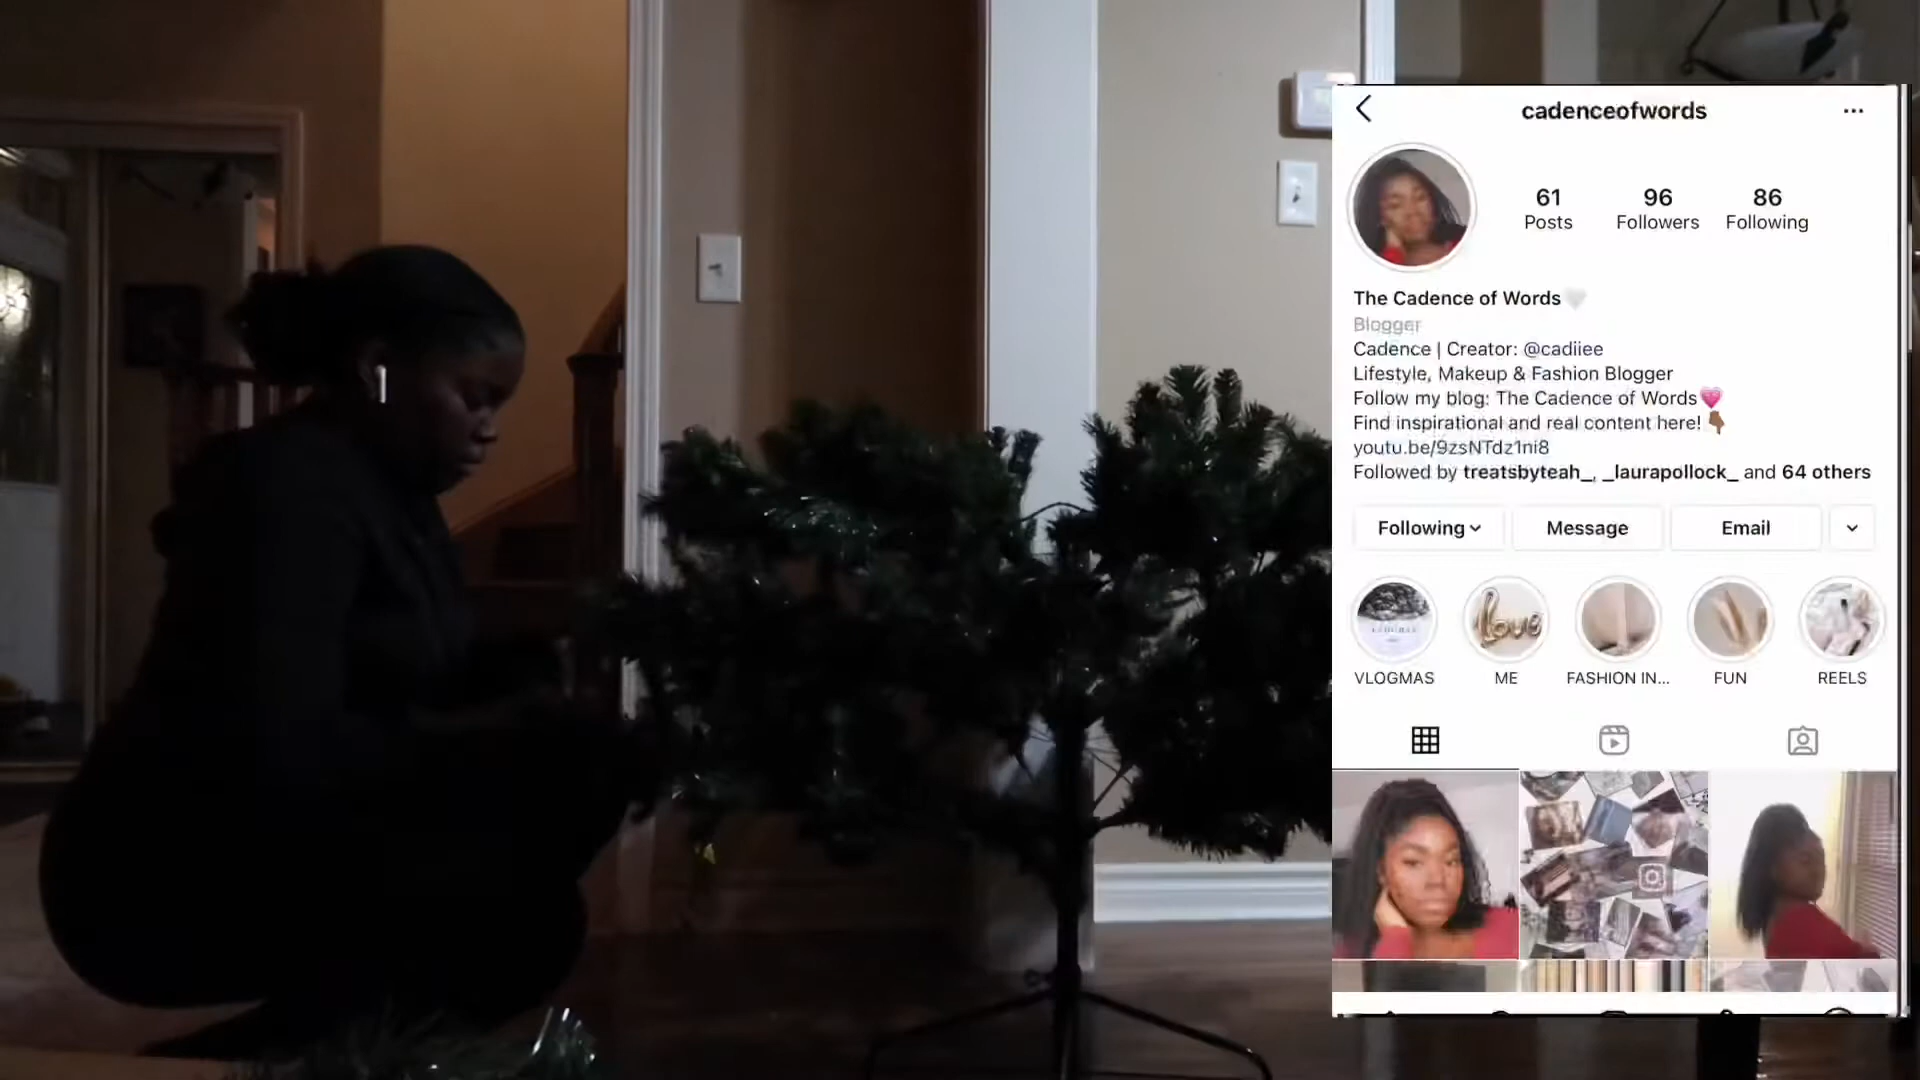 cadenceofwords
61 96 86
Posts Followers Following
The Cadence of Words🤍
Blogger
Cadence | Creator: @cadiiee
Lifestyle, Makeup & Fashion Blogger
Follow my blog: The Cadence of Words💗
Find inspirational and real content here!👇🏾
youtu.be/9zsNTdz1ni8
Followed by treatsbyteah_, _laurapollock_ and 64 others
Following Message Email
love
VLOGMAS ME FASHION IN... FUN REELS